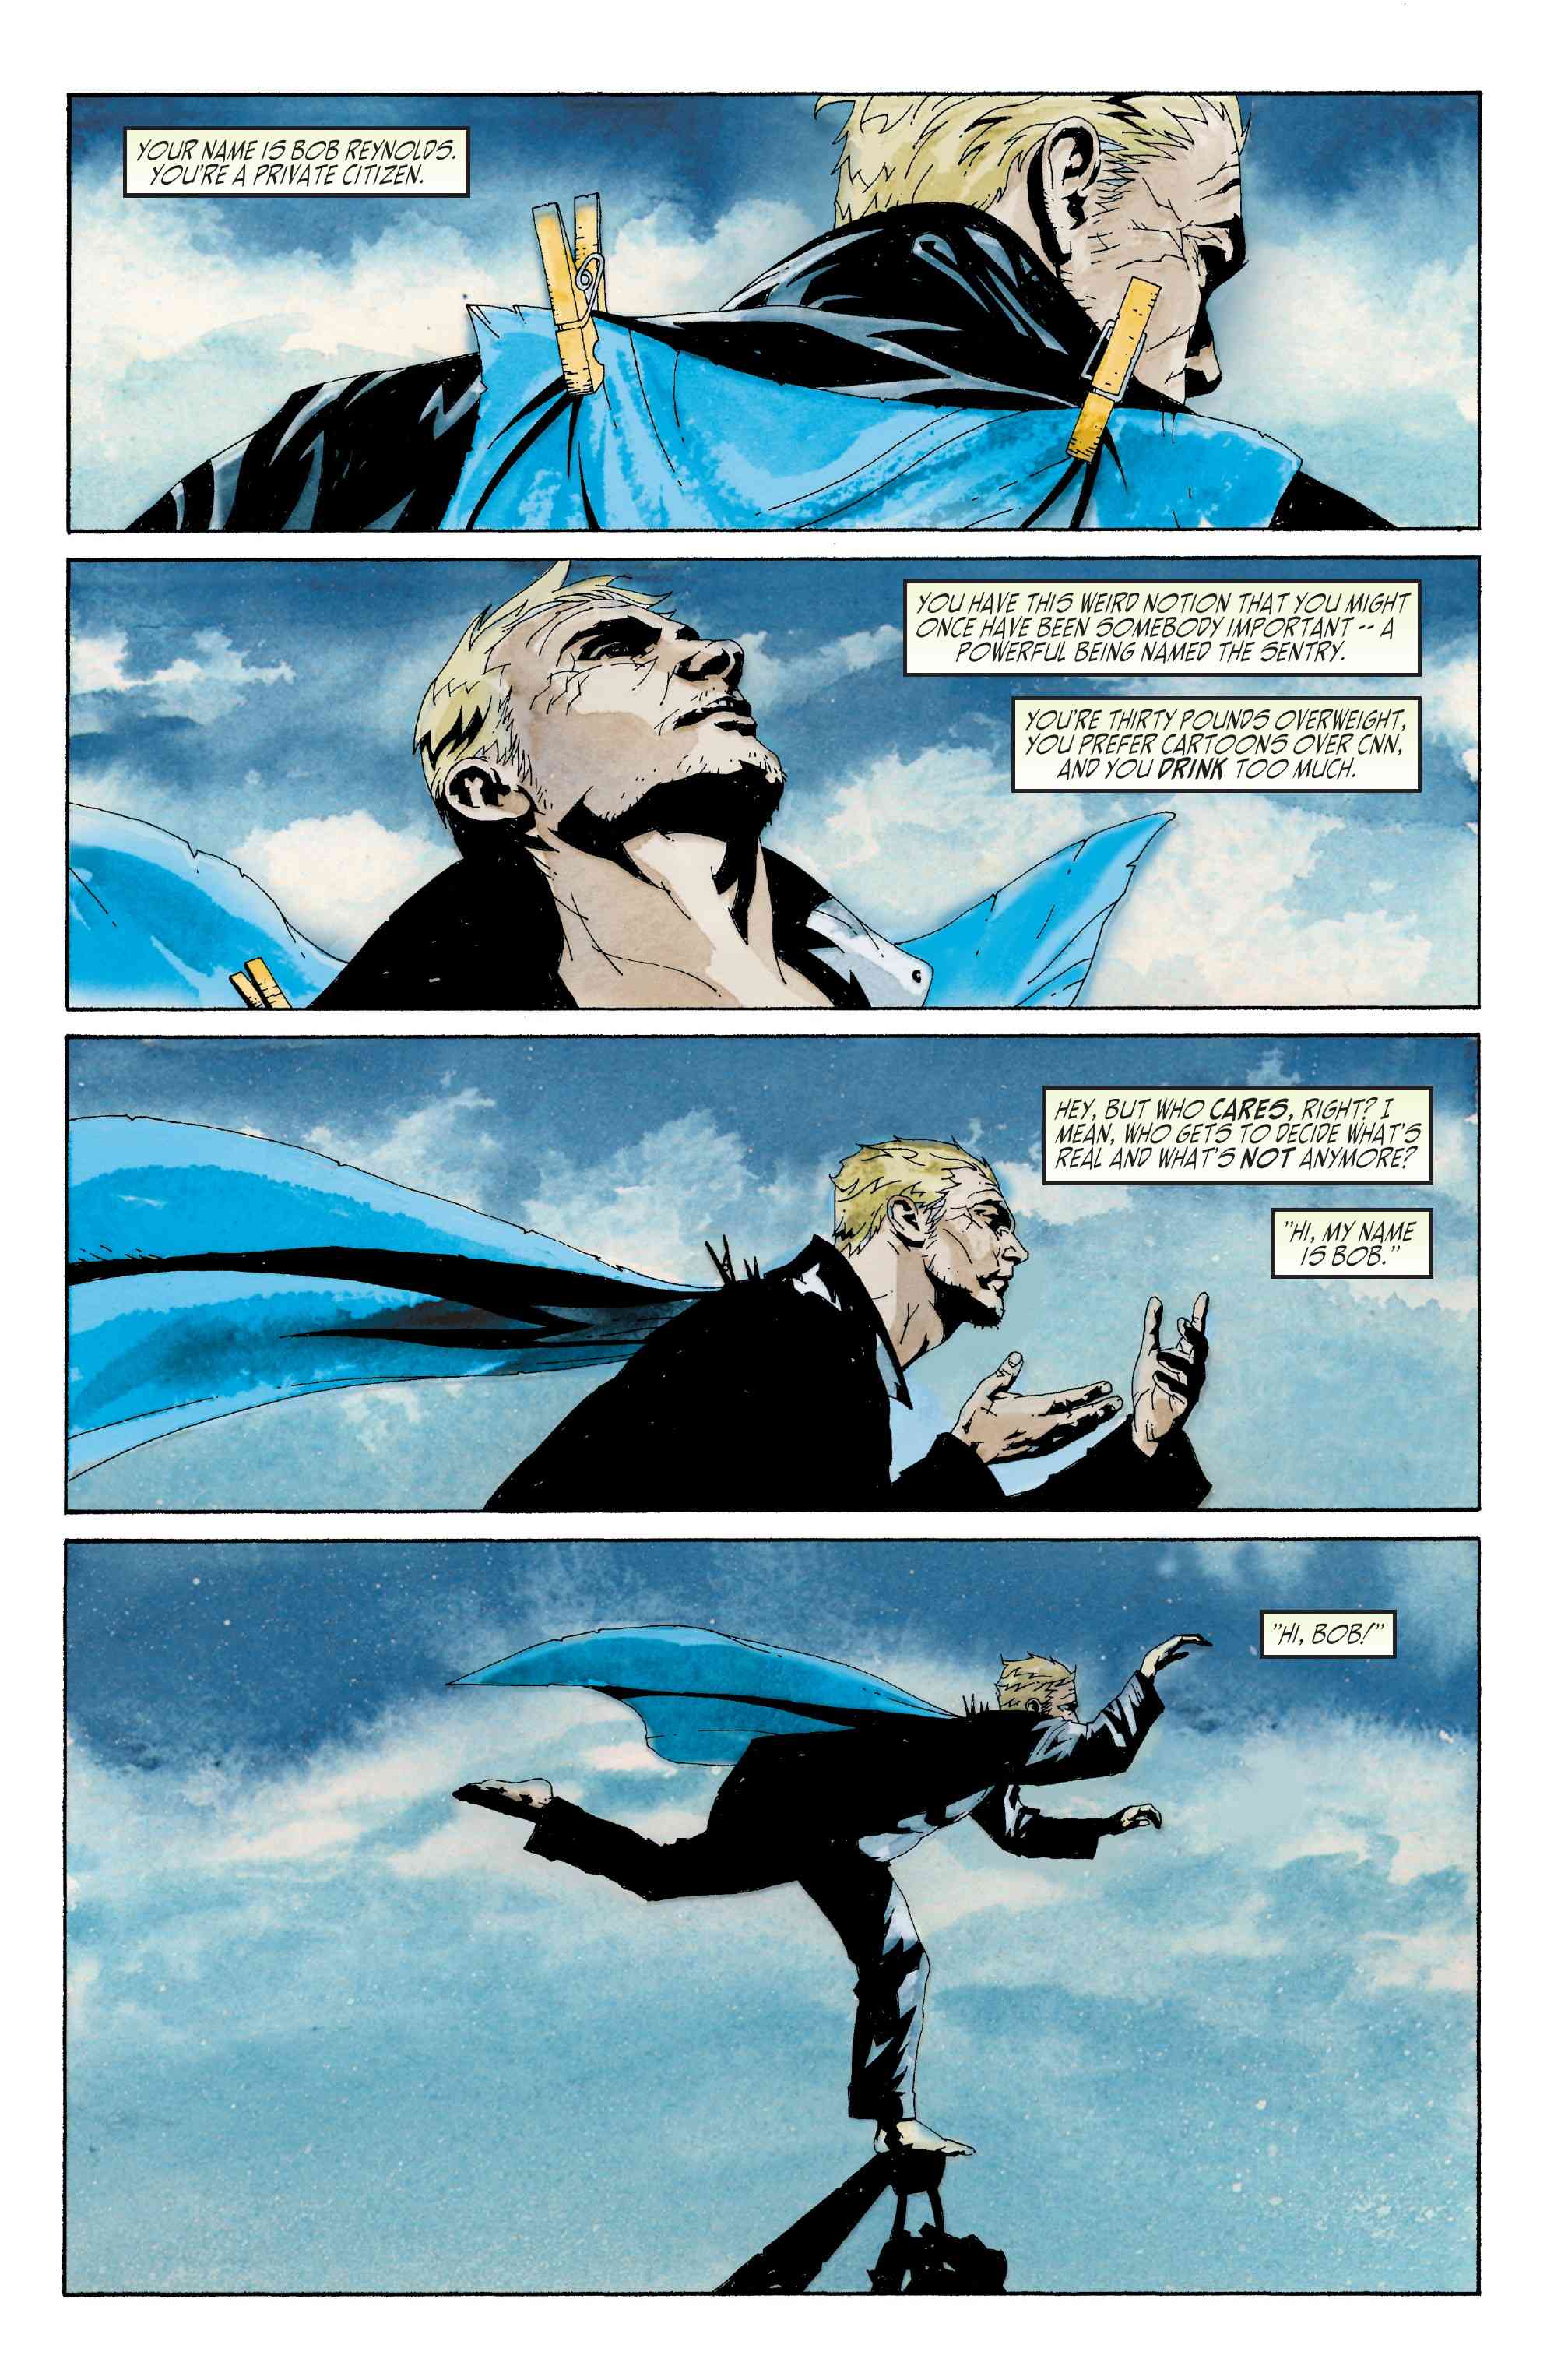 YOUR NAME IS BOB REYNOLDS.
YOU'RE A PRIVATE CITIZEN.
YOU HAVE THIS WEIRD NOTION THAT YOU MIGHT
ONCE HAVE BEEN SOMEBODY IMPORTANT -- A
POWERFUL BEING NAMED THE SENTRY.
YOU'RE THIRTY POUNDS OVERWEIGHT,
YOU PREFER CARTOONS OVER CNN,
AND YOU DRINK TOO MUCH.
HEY, BUT WHO CARES, RIGHT? I
MEAN, WHO GETS TO DECIDE WHAT'S
REAL AND WHAT'S NOT ANYMORE?
"HI, MY NAME
IS BOB."
"HI, BOB!"